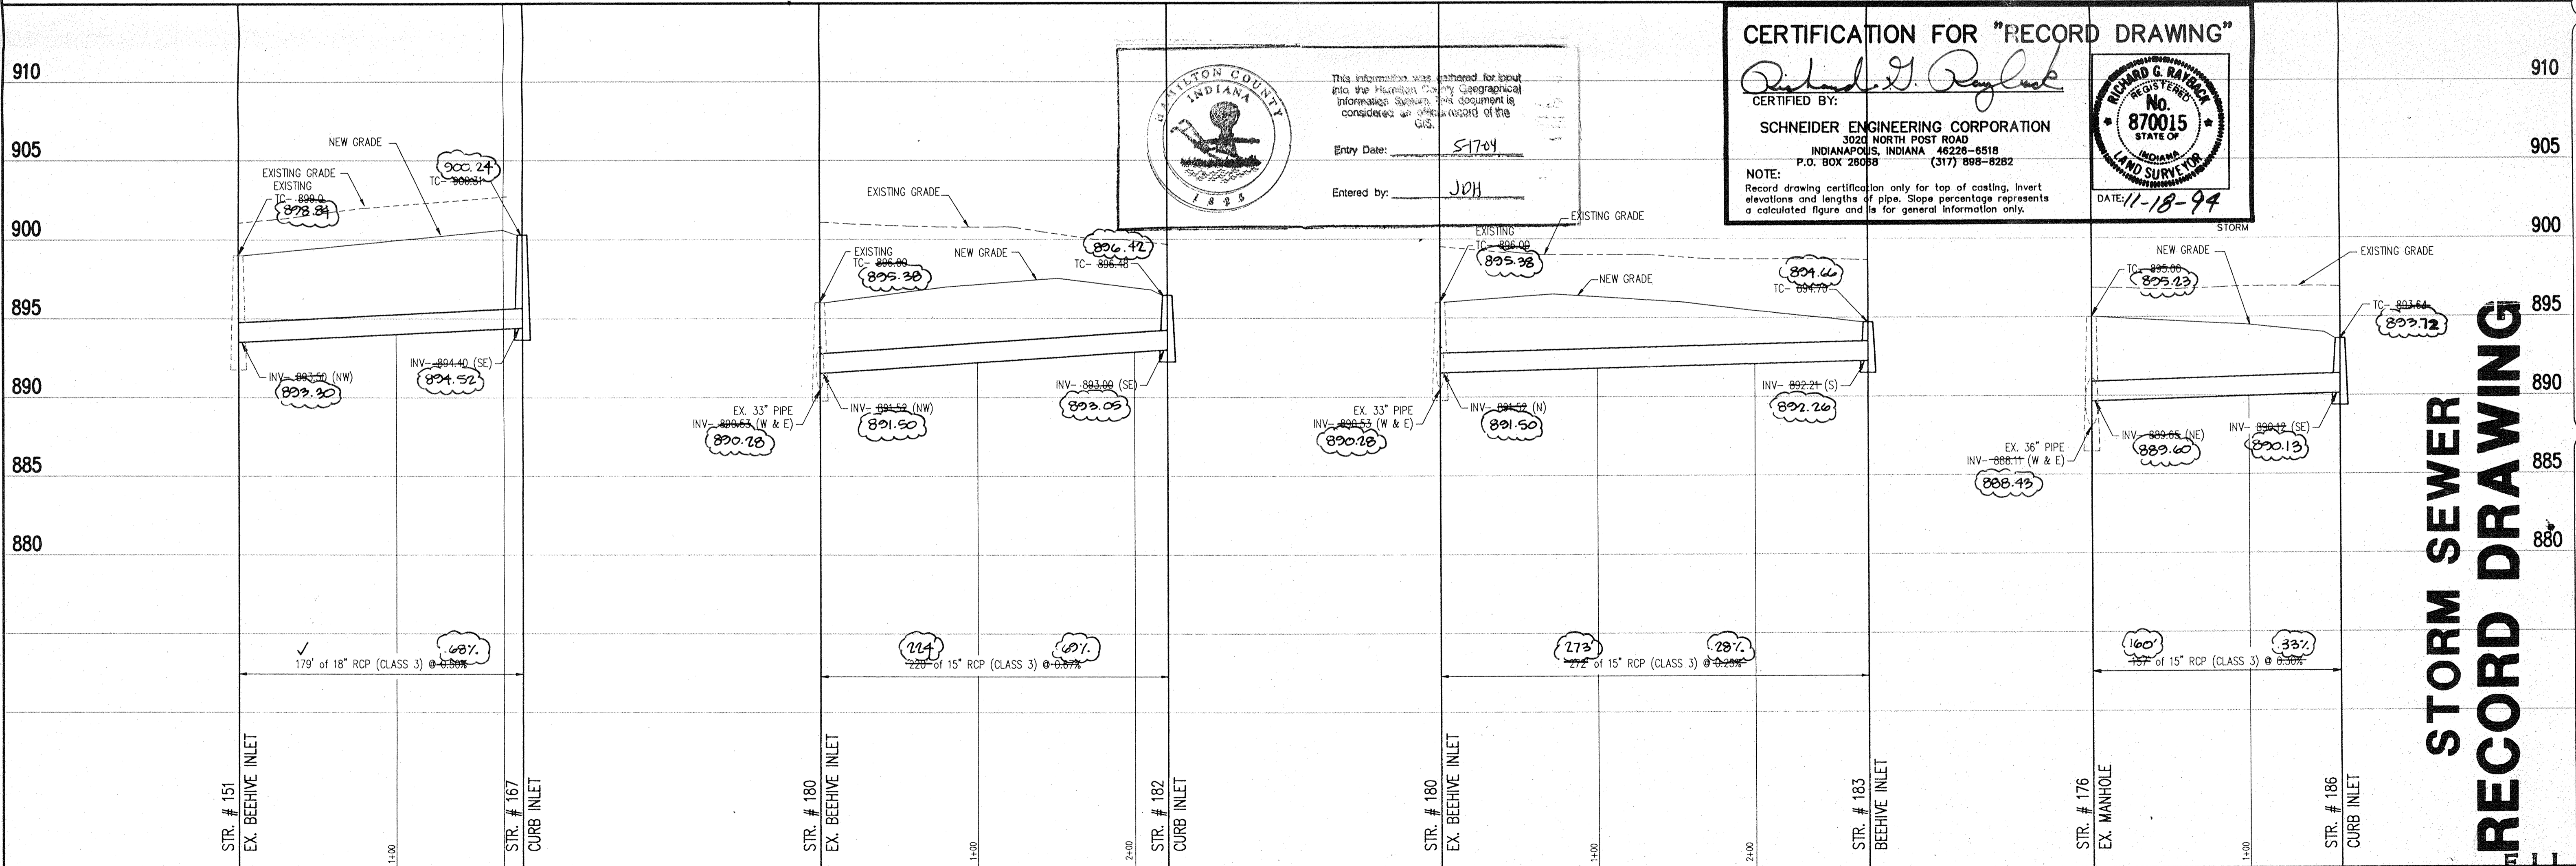 910
905
900
895
890
885
880
NEW GRADE
EXISTING GRADE
EXISTING
TC- 899.0
898.84
900.24
TC- 900.31
INV- 893.50 (NW)
893.30
INV- 894.40 (SE)
894.52
✓
.68%
179' of 18" RCP (CLASS 3) @ 0.50%
STR. # 151
EX. BEEHIVE INLET
1+00
STR. # 167
CURB INLET
EXISTING GRADE
EXISTING
TC- 896.00
895.38
NEW GRADE
896.42
TC- 896.48
EX. 33" PIPE
INV- 890.53 (W & E)
890.28
INV- 891.52 (NW)
891.50
INV- 893.00 (SE)
893.05
224'
.69%
220' of 15" RCP (CLASS 3) @ 0.67%
STR. # 180
EX. BEEHIVE INLET
1+00
2+00
STR. # 182
CURB INLET
HAMILTON COUNTY
INDIANA
1823
This information was gathered for input
into the Hamilton County Geographical
Information System. This document is
considered an official record of the
GIS.
Entry Date: 5-17-04
Entered by: JDH
EXISTING GRADE
EXISTING
TC- 896.00
895.38
NEW GRADE
894.66
TC- 894.70
EX. 33" PIPE
INV- 890.53 (W & E)
890.28
INV- 891.52 (N)
891.50
INV- 892.21 (S)
892.26
273'
.28%
272' of 15" RCP (CLASS 3) @ 0.25%
STR. # 180
EX. BEEHIVE INLET
1+00
2+00
STR. # 183
BEEHIVE INLET
CERTIFICATION FOR "RECORD DRAWING"
Richard G. Rayback
CERTIFIED BY:
SCHNEIDER ENGINEERING CORPORATION
3020 NORTH POST ROAD
INDIANAPOLIS, INDIANA 46226-6518
P.O. BOX 26068 (317) 898-8282
NOTE:
Record drawing certification only for top of casting, invert
elevations and lengths of pipe. Slope percentage represents
a calculated figure and is for general information only.
RICHARD G. RAYBACK
REGISTERED
No.
870015
STATE OF
INDIANA
LAND SURVEYOR
DATE: 11-18-94
STORM
NEW GRADE
EXISTING GRADE
TC- 895.00
895.23
TC- 893.64
893.72
EX. 36" PIPE
INV- 888.11 (W & E)
888.43
INV- 889.65 (NE)
889.60
INV- 890.12 (SE)
890.13
160'
.33%
157' of 15" RCP (CLASS 3) @ 0.30%
STR. # 176
EX. MANHOLE
1+00
STR. # 186
CURB INLET
910
905
900
895
890
885
880
STORM SEWER
RECORD DRAWING